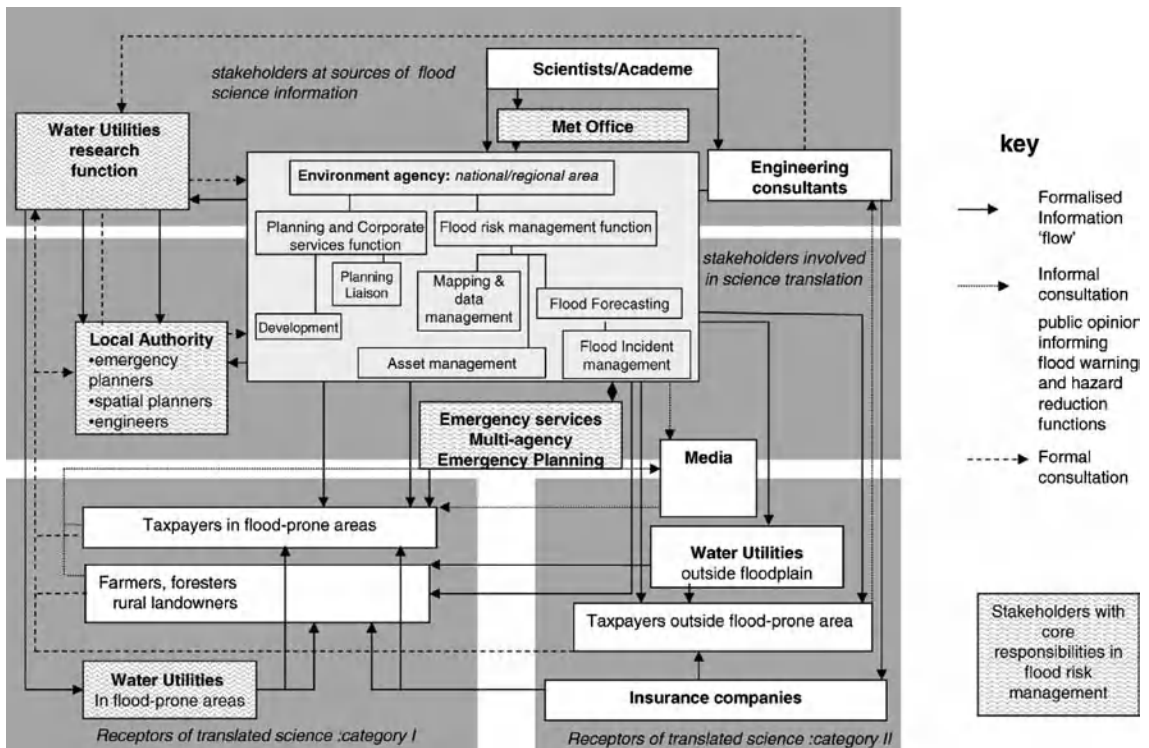 stakeholders at sources of flood
science information
Scientists/Academe
Met Office
Water Utilities
research
function
Engineering
consultants
Environment agency: national/regional area
Planning and Corporate
services function
Flood risk management function
Planning
Liaison
Mapping &
data
management
Flood Forecasting
Development
Asset management
Flood Incident
management
stakeholders involved
in science translation
Local Authority
•emergency
planners
•spatial planners
•engineers
Emergency services
Multi-agency
Emergency Planning
Media
Taxpayers in flood-prone areas
Farmers, foresters
rural landowners
Water Utilities
outside floodplain
Taxpayers outside flood-prone area
Water Utilities
In flood-prone areas
Insurance companies
Receptors of translated science :category I
Receptors of translated science :category II
key
Formalised
Information
'flow'
Informal
consultation
public opinion
informing
flood warning
and hazard
reduction
functions
Formal
consultation
Stakeholders with
core
responsibilities in
flood risk
management